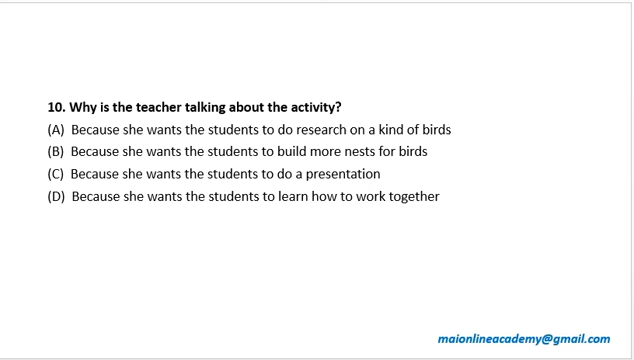 10. Why is the teacher talking about the activity?
(A) Because she wants the students to do research on a kind of birds
(B) Because she wants the students to build more nests for birds
(C) Because she wants the students to do a presentation
(D) Because she wants the students to learn how to work together
maionlineacademy@gmail.com